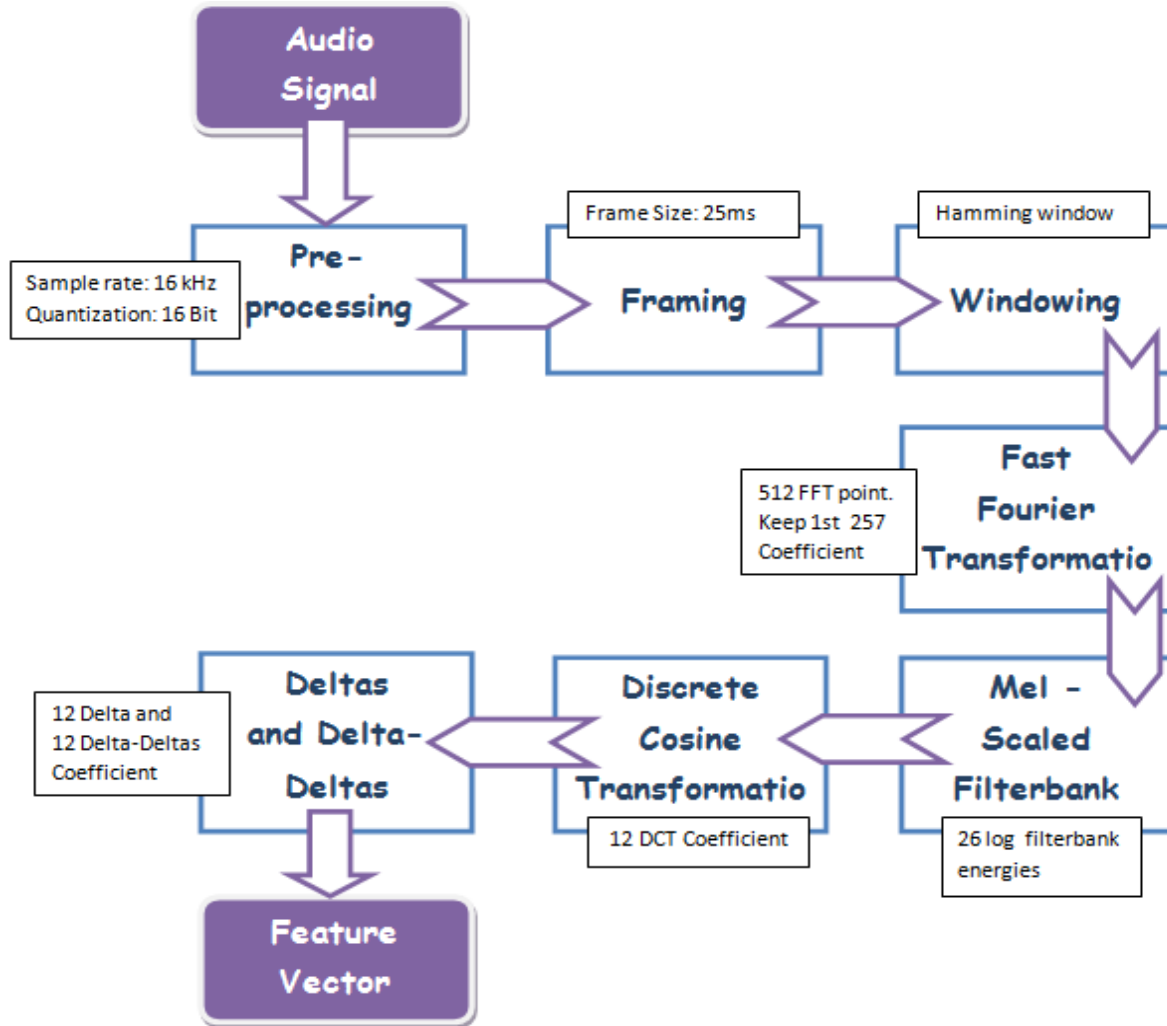 Audio
Signal
Sample rate: 16 kHz
Quantization: 16 Bit
Pre-
processing
Frame Size: 25ms
Framing
Hamming window
Windowing
512 FFT point.
Keep 1st 257
Coefficient
Fast
Fourier
Transformatio
Mel -
Scaled
Filterbank
26 log filterbank
energies
Discrete
Cosine
Transformatio
12 DCT Coefficient
12 Delta and
12 Delta-Deltas
Coefficient
Deltas
and Delta-
Deltas
Feature
Vector